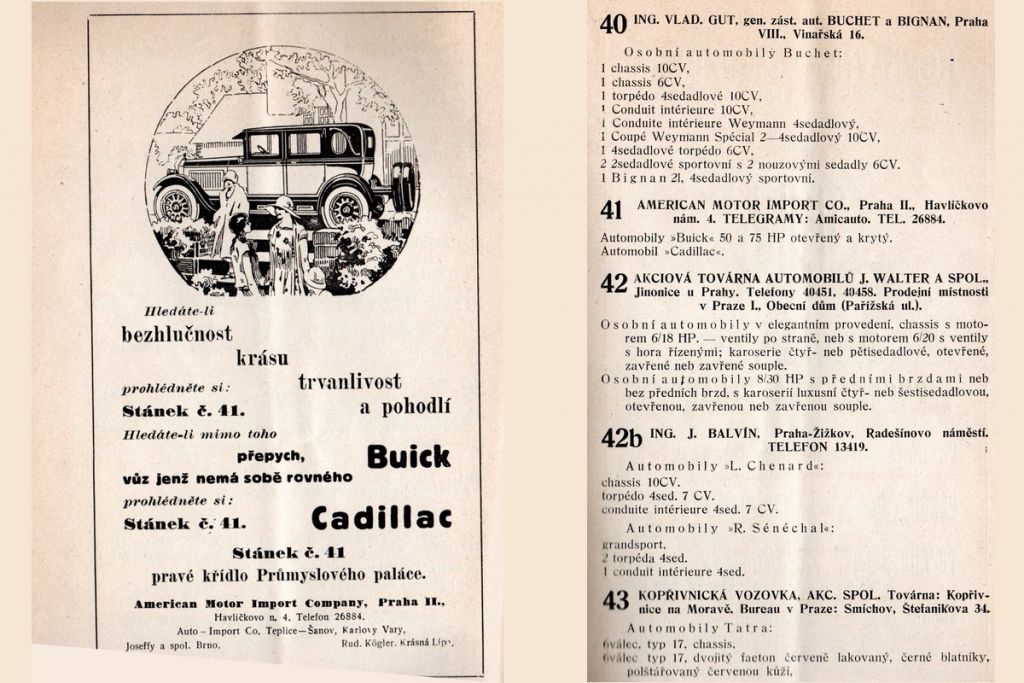 Hledáte-li
bezhlučnost
krásu
trvanlivost
a pohodlí
prohlédněte si:
Stánek č. 41.
Hledáte-li mimo toho
přepych,
vůz jenž nemá sobě rovného
Buick
prohlédněte si:
Stánek č. 41.
Cadillac
Stánek č. 41
pravé křídlo Průmyslového paláce.
American Motor Import Company, Praha II.,
Havlíčkovo n. 4. Telefon 26884.
Auto – Import Co. Teplice–Šanov, Karlovy Vary,
Joseffy a spol. Brno. Rud. Kögler. Krásná Lípa.
40 ING. VLAD. GUT, gen. zást. aut. BUCHET a BIGNAN, Praha
VIII., Vinařská 16.
Osobní automobily Buchet:
1 chassis 10CV,
1 chassis 6CV,
1 torpédo 4sedadlové 10CV,
1 Conduit intérieure 10CV,
1 Conduite intérieure Weymann 4sedadlový,
1 Coupé Weymann Spécial 2—4sedadlový 10CV,
1 4sedadlové torpédo 6CV,
2 2sedadlové sportovní s 2 nouzovými sedadly 6CV.
1 Bignan 2l, 4sedadlový sportovní.
41 AMERICAN MOTOR IMPORT CO., Praha II., Havlíčkovo
nám. 4. TELEGRAMY: Amicauto. TEL. 26884.
Automobily »Buick« 50 a 75 HP otevřený a krytý.
Automobil »Cadillac«.
42 AKCIOVÁ TOVÁRNA AUTOMOBILŮ J. WALTER A SPOL.,
Jinonice u Prahy. Telefony 40451, 40458. Prodejní místnosti
v Praze I., Obecní dům (Pařížská ul.).
Osobní automobily v elegantním provedení, chassis s moto-
rem 6/18 HP. — ventily po straně, neb s motorem 6/20 s ventily
s hora řízenými; karoserie čtyř- neb pětisedadlové, otevřené,
zavřené neb zavřené souple.
Osobní automobily 8/30 HP s předními brzdami neb
bez předních brzd, s karoserií luxusní čtyř- neb šestisedadlovou,
otevřenou, zavřenou neb zavřenou souple.
42b ING. J. BALVÍN, Praha-Žižkov, Radešínovo náměstí.
TELEFON 13419.
Automobily »L. Chenard«:
chassis 10CV.
torpédo 4sed. 7 CV.
conduite intérieure 4sed. 7 CV.
Automobily »R. Sénéchal«:
grandsport,
2 torpéda 4sed.
1 conduit intérieure 4sed.
43 KOPŘIVNICKÁ VOZOVKA, AKC. SPOL. Továrna: Kopřiv-
nice na Moravě. Bureau v Praze: Smíchov, Štefanikova 34.
Automobily Tatra:
6válec, typ 17, chassis,
6válec typ 17, dvojitý faeton červeně lakovaný, černé blatníky,
polštářovaný červenou kůží,